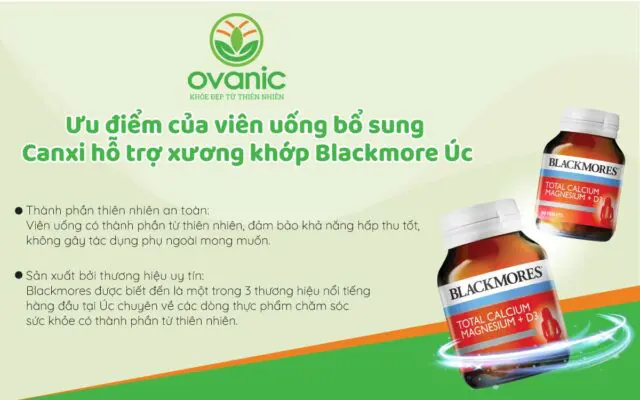 ovanic
KHỎE ĐẸP TỪ THIÊN NHIÊN
Ưu điểm của viên uống bổ sung
Canxi hỗ trợ xương khớp Blackmore Úc
Thành phần thiên nhiên an toàn:
Viên uống có thành phần từ thiên nhiên, đảm bảo khả năng hấp thu tốt,
không gây tác dụng phụ ngoài mong muốn.
Sản xuất bởi thương hiệu uy tín:
Blackmores được biết đến là một trong 3 thương hiệu nổi tiếng
hàng đầu tại Úc chuyên về các dòng thực phẩm chăm sóc
sức khỏe có thành phần từ thiên nhiên.
BLACKMORES
TOTAL CALCIUM
MAGNESIUM + D3
BLACKMORES
TOTAL CALCIUM
MAGNESIUM + D3